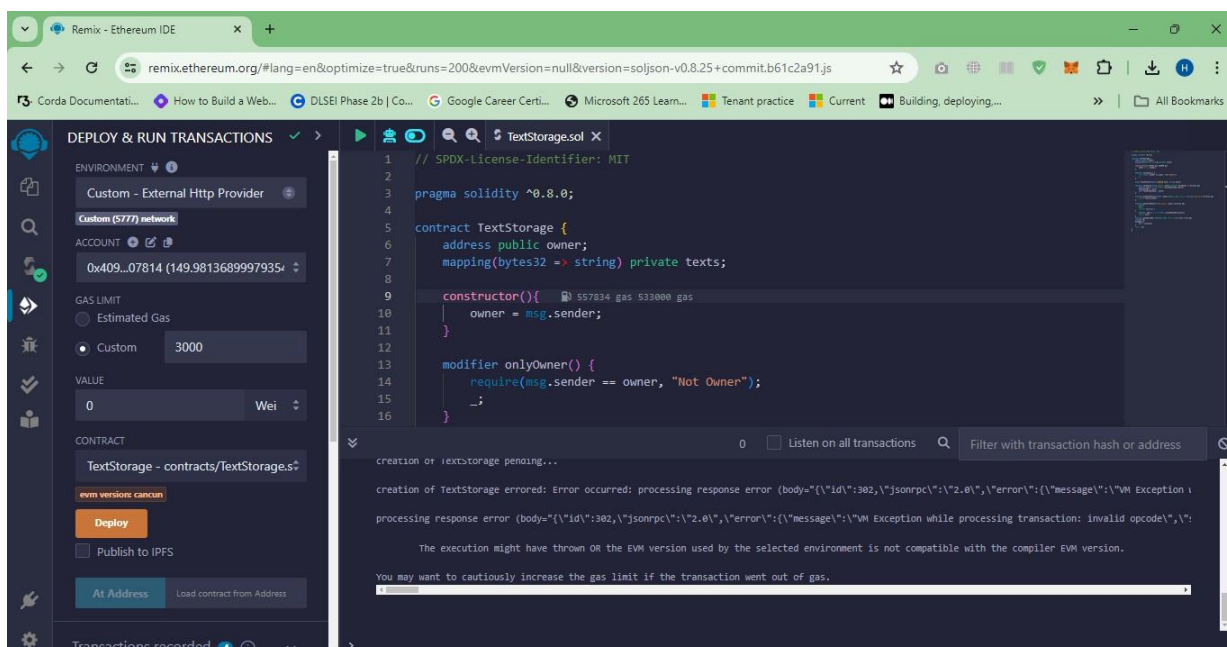 Remix - Ethereum IDE
remix.ethereum.org/#lang=en&optimize=true&runs=200&evmVersion=null&version=soljson-v0.8.25+commit.b61c2a91.js
H
Corda Documentati...
How to Build a Web...
DLSEI Phase 2b | Co...
Google Career Certi...
Microsoft 365 Learn...
Tenant practice
Current
Building, deploying,...
All Bookmarks
DEPLOY & RUN TRANSACTIONS
ENVIRONMENT
Custom - External Http Provider
Custom (5777) network
ACCOUNT
0x409...07814 (149.9813689997935
GAS LIMIT
Estimated Gas
Custom 3000
VALUE
0 Wei
CONTRACT
TextStorage - contracts/TextStorage.s
evm version: cancun
Deploy
Publish to IPFS
At Address Load contract from Address
Transactions recorded
TextStorage.sol
1 // SPDX-License-Identifier: MIT
2
3 pragma solidity ^0.8.0;
4
5 contract TextStorage {
6 address public owner;
7 mapping(bytes32 => string) private texts;
8
9 constructor(){ 557834 gas 533000 gas
10 owner = msg.sender;
11 }
12
13 modifier onlyOwner() {
14 require(msg.sender == owner, "Not Owner");
15 _;
16 }
0 Listen on all transactions Filter with transaction hash or address
creation of TextStorage pending...
creation of TextStorage errored: Error occurred: processing response error (body="{\"id\":302,\"jsonrpc\":\"2.0\",\"error\":{\"message\":\"VM Exception
processing response error (body="{\"id\":302,\"jsonrpc\":\"2.0\",\"error\":{\"message\":\"VM Exception while processing transaction: invalid opcode\",\"
The execution might have thrown OR the EVM version used by the selected environment is not compatible with the compiler EVM version.
You may want to cautiously increase the gas limit if the transaction went out of gas.